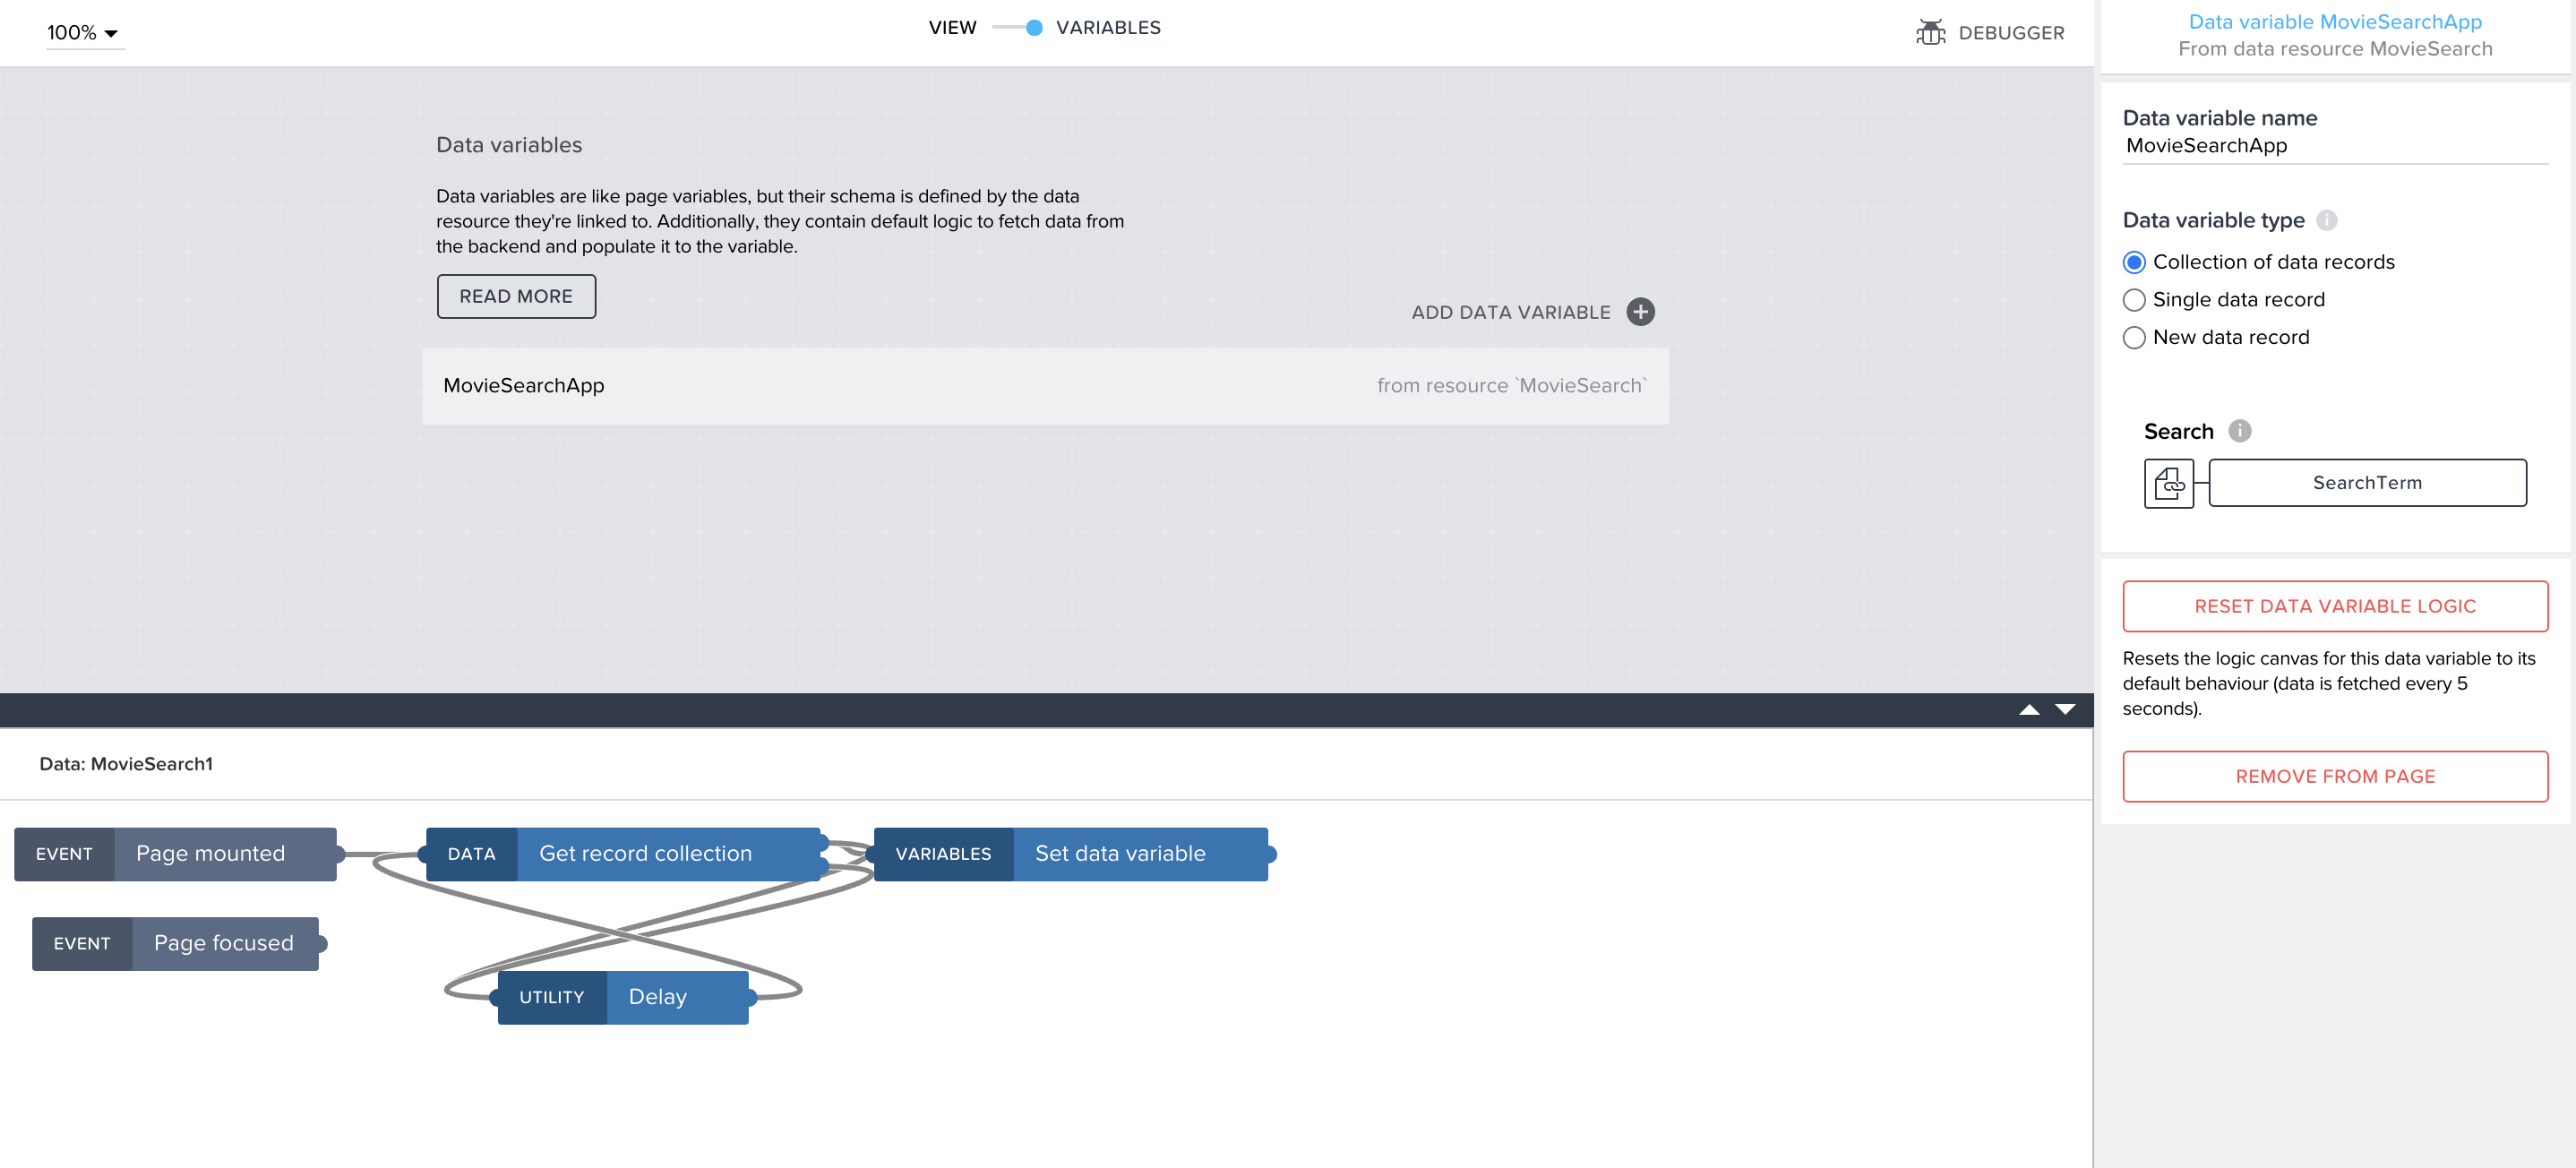 100%
VIEW
VARIABLES
DEBUGGER
Data variables
Data variables are like page variables, but their schema is defined by the data
resource they're linked to. Additionally, they contain default logic to fetch data from
the backend and populate it to the variable.
READ MORE
ADD DATA VARIABLE
MovieSearchApp
from resource `MovieSearch`
Data: MovieSearch1
EVENT Page mounted
DATA Get record collection
VARIABLES Set data variable
EVENT Page focused
UTILITY Delay
Data variable MovieSearchApp
From data resource MovieSearch
Data variable name
MovieSearchApp
Data variable type
Collection of data records
Single data record
New data record
Search
SearchTerm
RESET DATA VARIABLE LOGIC
Resets the logic canvas for this data variable to its
default behaviour (data is fetched every 5
seconds).
REMOVE FROM PAGE